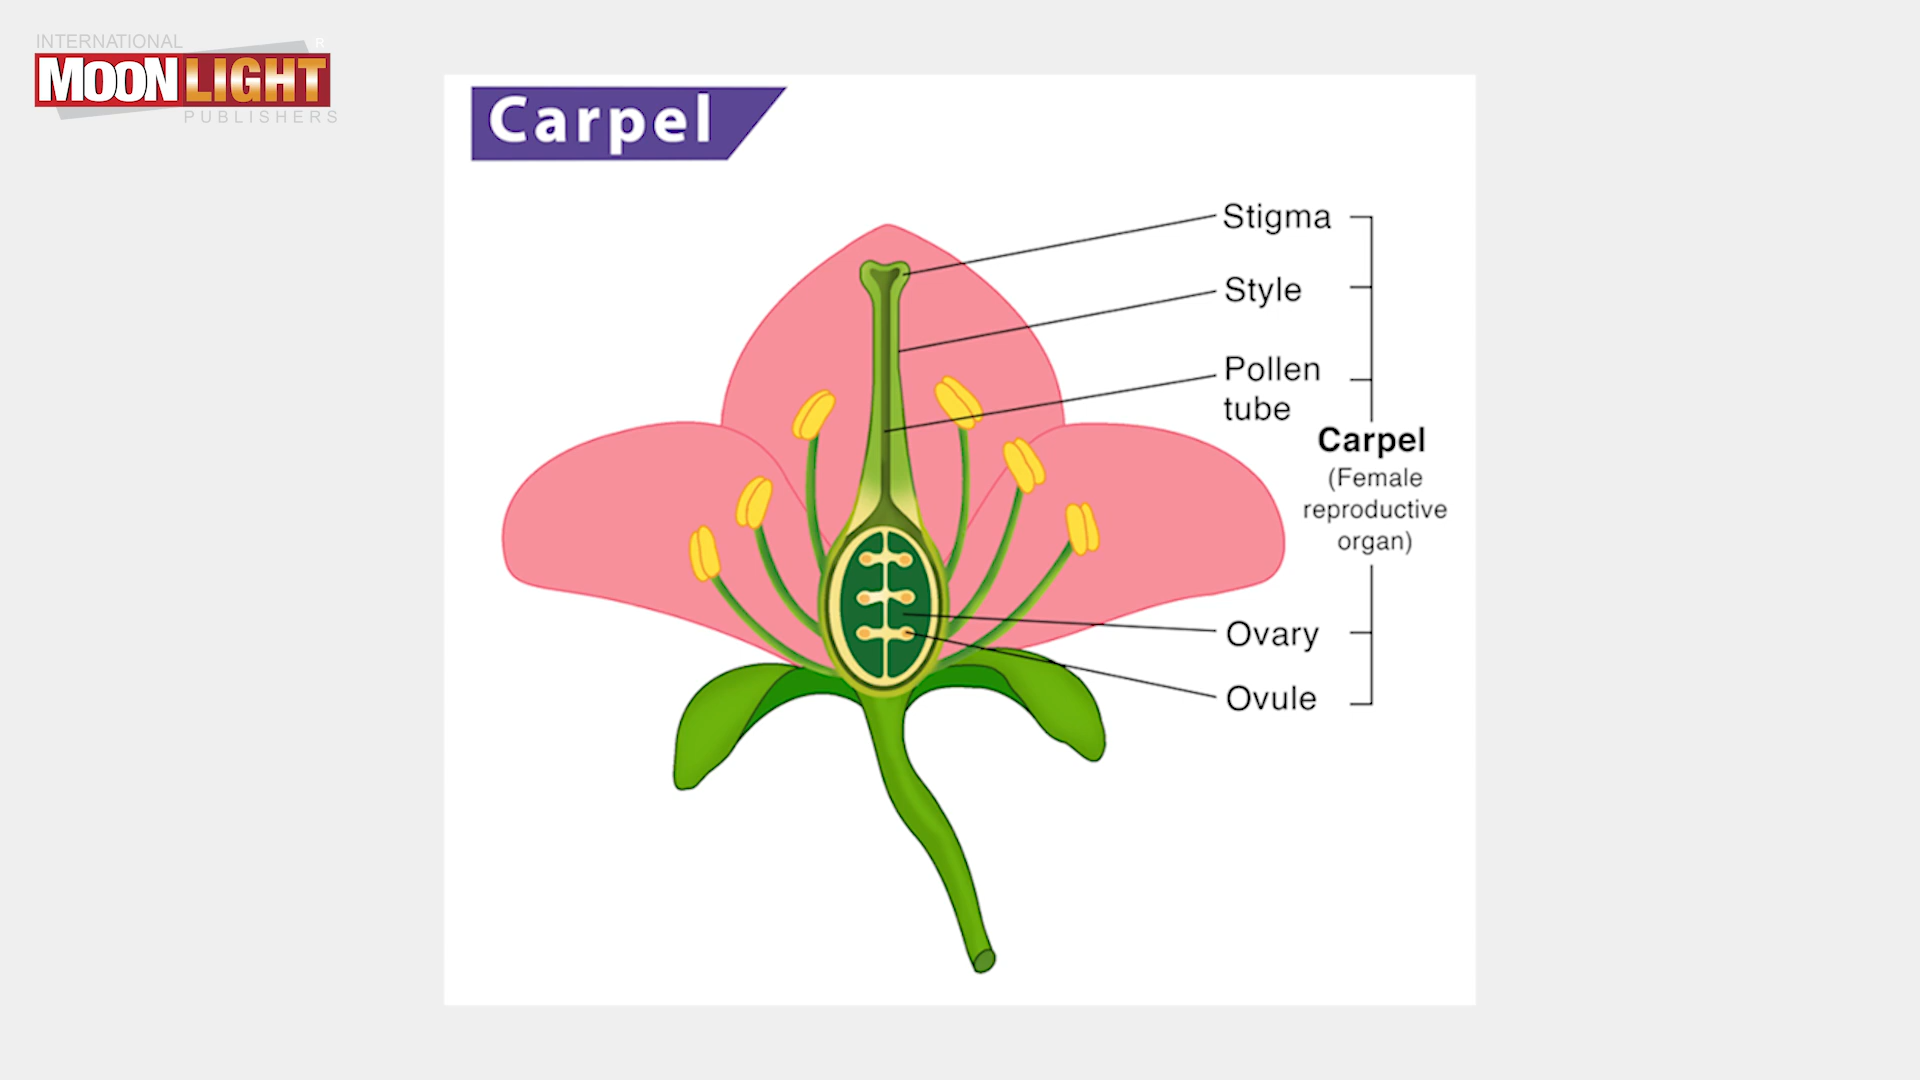 INTERNATIONAL
R
MOONLIGHT
PUBLISHERS
Carpel
Stigma
Style
Pollen
tube
Carpel
(Female
reproductive
organ)
Ovary
Ovule